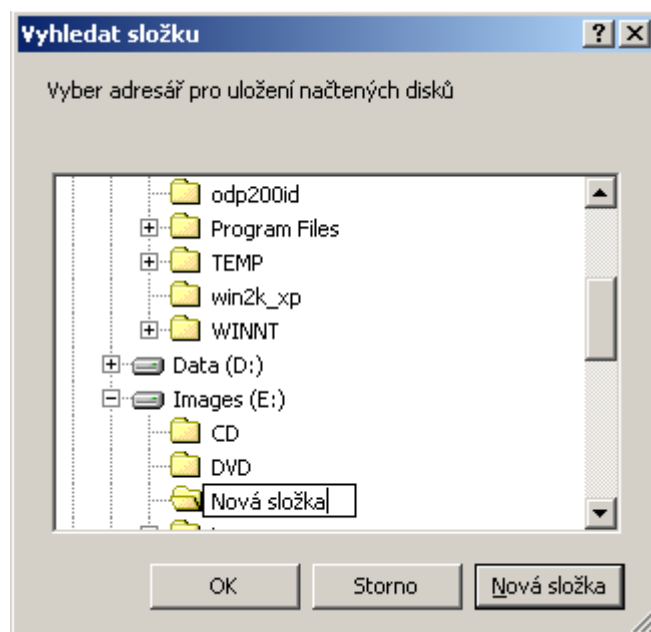 Vyhledat složku
Vyber adresář pro uložení načtených disků
odp200id
Program Files
TEMP
win2k_xp
WINNT
Data (D:)
Images (E:)
CD
DVD
Nová složka
OK Storno Nová složka